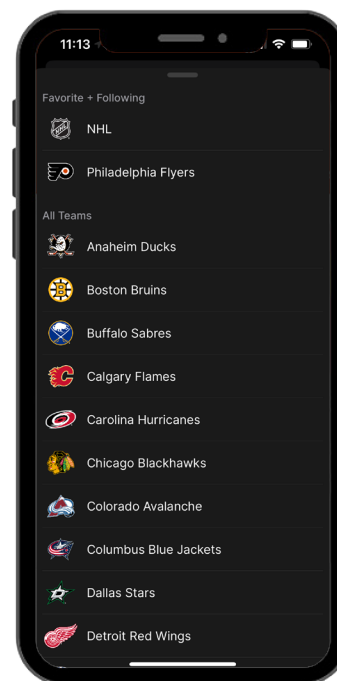 11:13
Favorite + Following
NHL
NHL
Philadelphia Flyers
All Teams
Anaheim Ducks
B
Boston Bruins
Buffalo Sabres
C
Calgary Flames
Carolina Hurricanes
Chicago Blackhawks
Colorado Avalanche
Columbus Blue Jackets
Dallas Stars
Detroit Red Wings